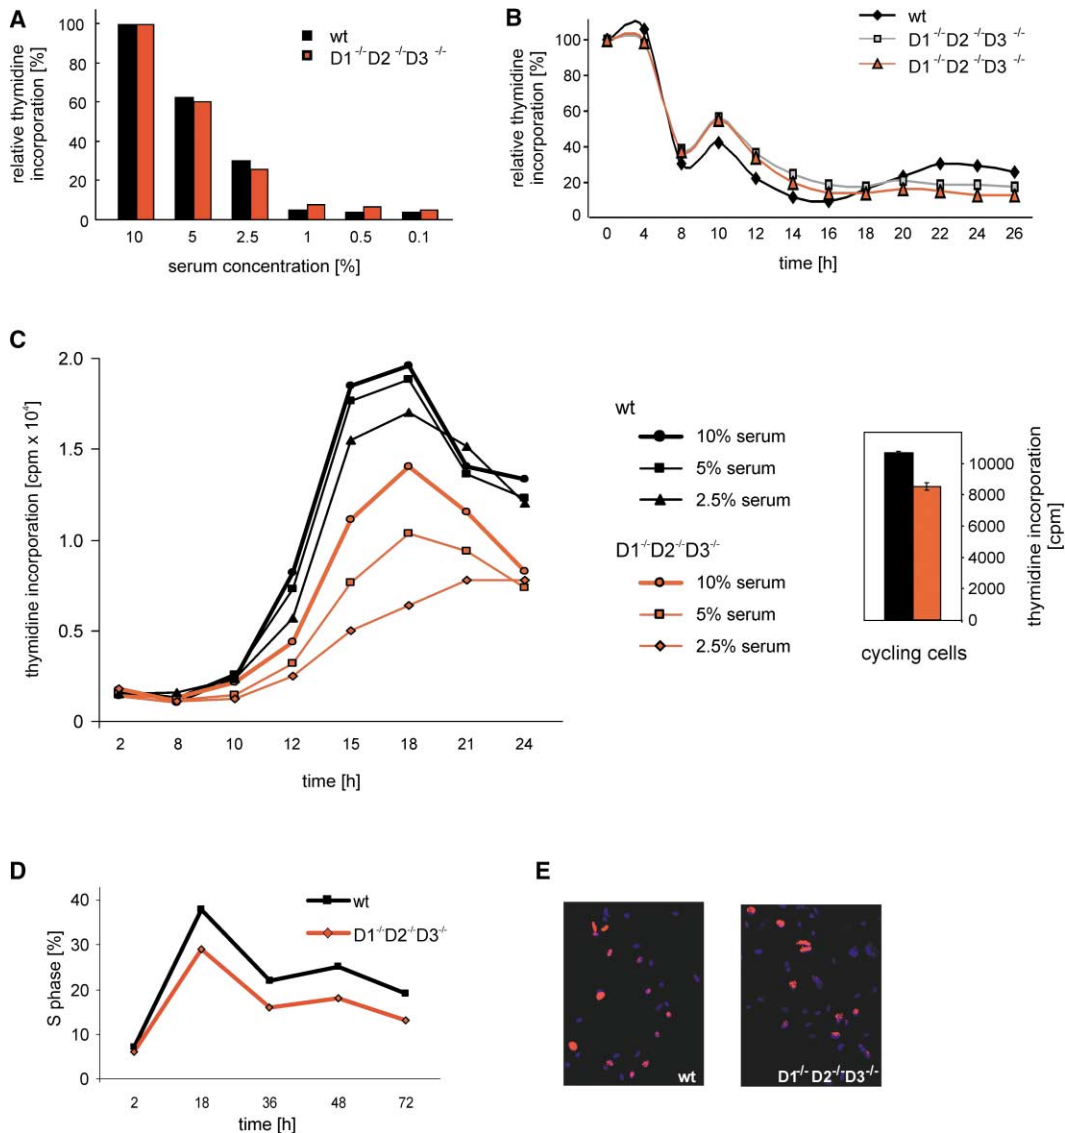 A
relative thymidine
incorporation [%]
100
80
60
40
20
0
wt
D1-/-D2-/-D3-/-
10 5 2.5 1 0.5 0.1
serum concentration [%]
B
relative thymidine
incorporation [%]
100
80
60
40
20
0
wt
D1-/-D2-/-D3-/-
D1-/-D2-/-D3-/-
0 4 8 10 12 14 16 18 20 22 24 26
time [h]
C
thymidine incorporation [cpm x 10⁴]
2.0
1.5
1.0
0.5
0
2 8 10 12 15 18 21 24
time [h]
wt
10% serum
5% serum
2.5% serum
D1-/-D2-/-D3-/-
10% serum
5% serum
2.5% serum
10000
8000
6000
4000
2000
0
thymidine incorporation
[cpm]
cycling cells
D
S phase [%]
40
30
20
10
0
wt
D1-/-D2-/-D3-/-
2 18 36 48 72
time [h]
E
wt
D1-/-D2-/-D3-/-